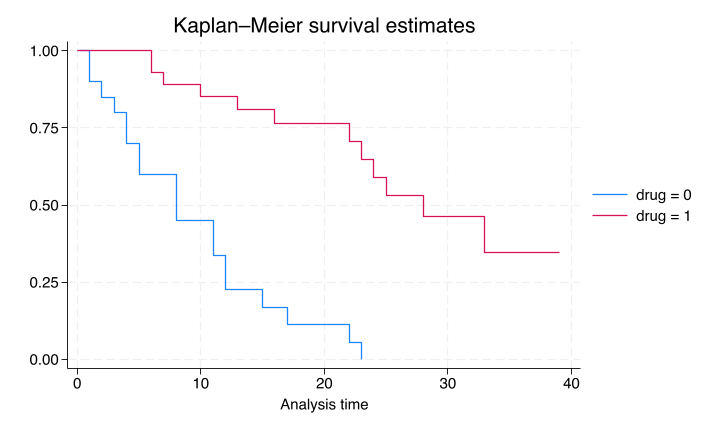 Kaplan–Meier survival estimates
1.00
0.75
0.50
0.25
0.00
0 10 20 30 40
Analysis time
drug = 0
drug = 1